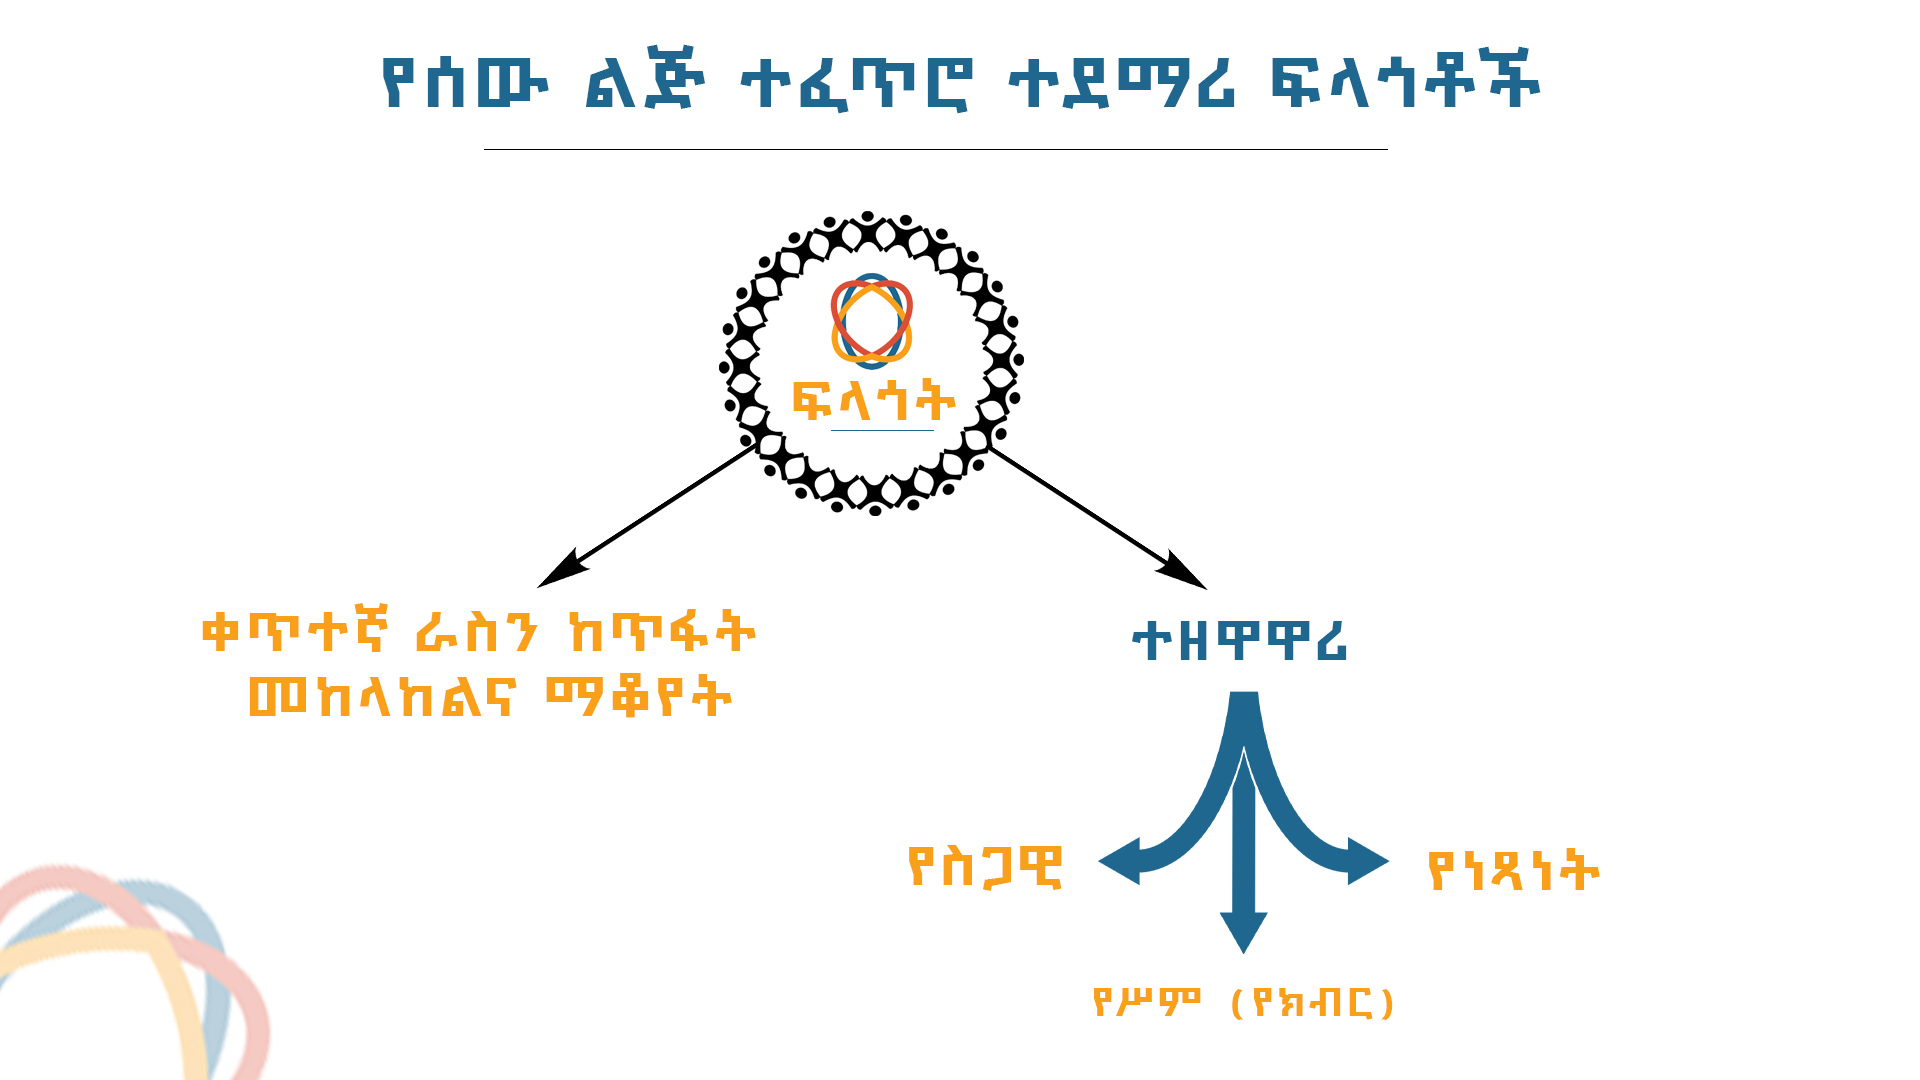 የሰው ልጅ ተፈጥሮ ተደማሪ ፍላጎቶች
ፍላጎት
ቀጥተኛ ራስን ከጥፋት
መከላከልና ማቆየት
ተዘዋዋሪ
የስጋዊ
የነጻነት
የሥም (የክብር)